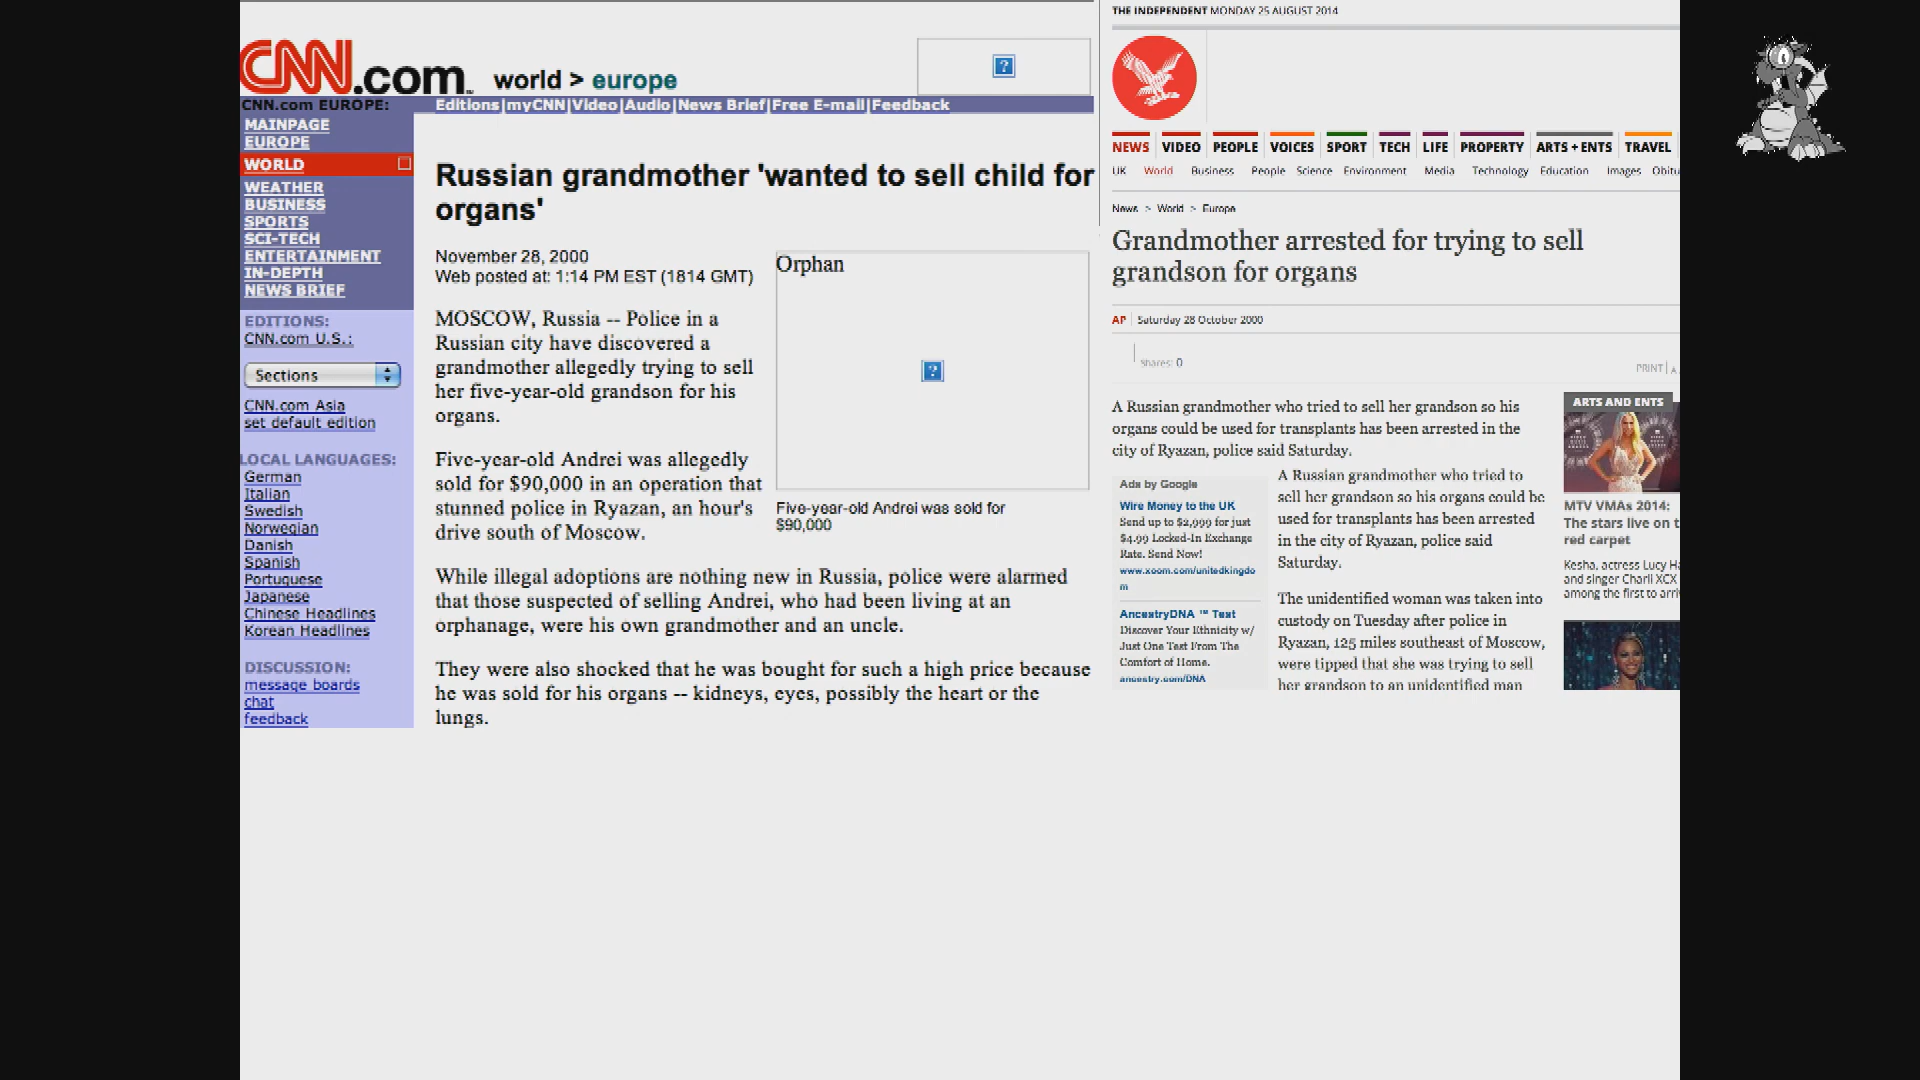 CNN.com
world > europe
CNN.com EUROPE:
Editions|myCNN|Video|Audio|News Brief|Free E-mail|Feedback
MAINPAGE
EUROPE
WORLD
WEATHER
BUSINESS
SPORTS
SCI-TECH
ENTERTAINMENT
IN-DEPTH
NEWS BRIEF
EDITIONS:
CNN.com U.S.:
Sections
CNN.com Asia
set default edition
LOCAL LANGUAGES:
German
Italian
Swedish
Norwegian
Danish
Spanish
Portuguese
Japanese
Chinese Headlines
Korean Headlines
DISCUSSION:
message boards
chat
feedback
Russian grandmother 'wanted to sell child for
organs'
November 28, 2000
Web posted at: 1:14 PM EST (1814 GMT)
MOSCOW, Russia -- Police in a
Russian city have discovered a
grandmother allegedly trying to sell
her five-year-old grandson for his
organs.
Five-year-old Andrei was allegedly
sold for $90,000 in an operation that
stunned police in Ryazan, an hour's
drive south of Moscow.
Orphan
Five-year-old Andrei was sold for
$90,000
While illegal adoptions are nothing new in Russia, police were alarmed
that those suspected of selling Andrei, who had been living at an
orphanage, were his own grandmother and an uncle.
They were also shocked that he was bought for such a high price because
he was sold for his organs -- kidneys, eyes, possibly the heart or the
lungs.
THE INDEPENDENT MONDAY 25 AUGUST 2014
NEWS VIDEO PEOPLE VOICES SPORT TECH LIFE PROPERTY ARTS + ENTS TRAVEL
UK World Business People Science Environment Media Technology Education Images Obitu
News > World > Europe
Grandmother arrested for trying to sell
grandson for organs
AP Saturday 28 October 2000
Shares: 0
PRINT A
A Russian grandmother who tried to sell her grandson so his
organs could be used for transplants has been arrested in the
city of Ryazan, police said Saturday.
Ads by Google
Wire Money to the UK
Send up to $2,999 for just
$4.99 Locked-In Exchange
Rate. Send Now!
www.xoom.com/unitedkingdo
m
AncestryDNA ™ Test
Discover Your Ethnicity w/
Just One Test From The
Comfort of Home.
ancestry.com/DNA
A Russian grandmother who tried to
sell her grandson so his organs could be
used for transplants has been arrested
in the city of Ryazan, police said
Saturday.
The unidentified woman was taken into
custody on Tuesday after police in
Ryazan, 125 miles southeast of Moscow,
were tipped that she was trying to sell
her grandson to an unidentified man
ARTS AND ENTS
MTV VMAs 2014:
The stars live on t
red carpet
Kesha, actress Lucy Ha
and singer Charli XCX
among the first to arri